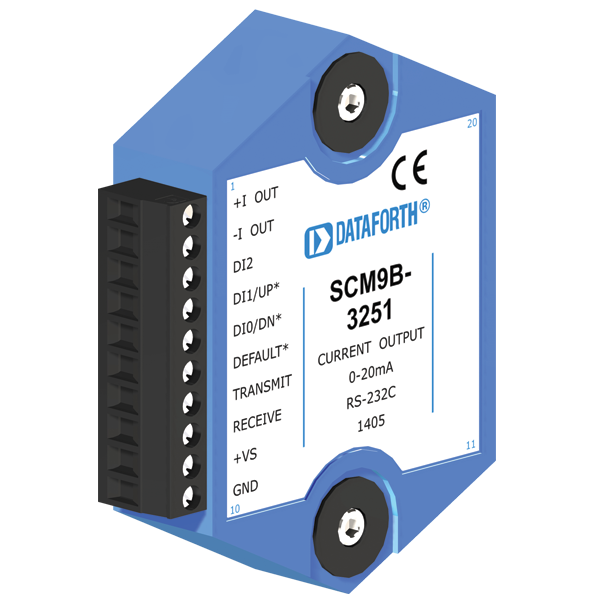 1
+I OUT
-I OUT
DI2
DI1/UP*
DI0/DN*
DEFAULT*
TRANSMIT
RECEIVE
+VS
GND
10
20
CE
DATAFORTH®
SCM9B-
3251
CURRENT OUTPUT
0-20mA
RS-232C
1405
11